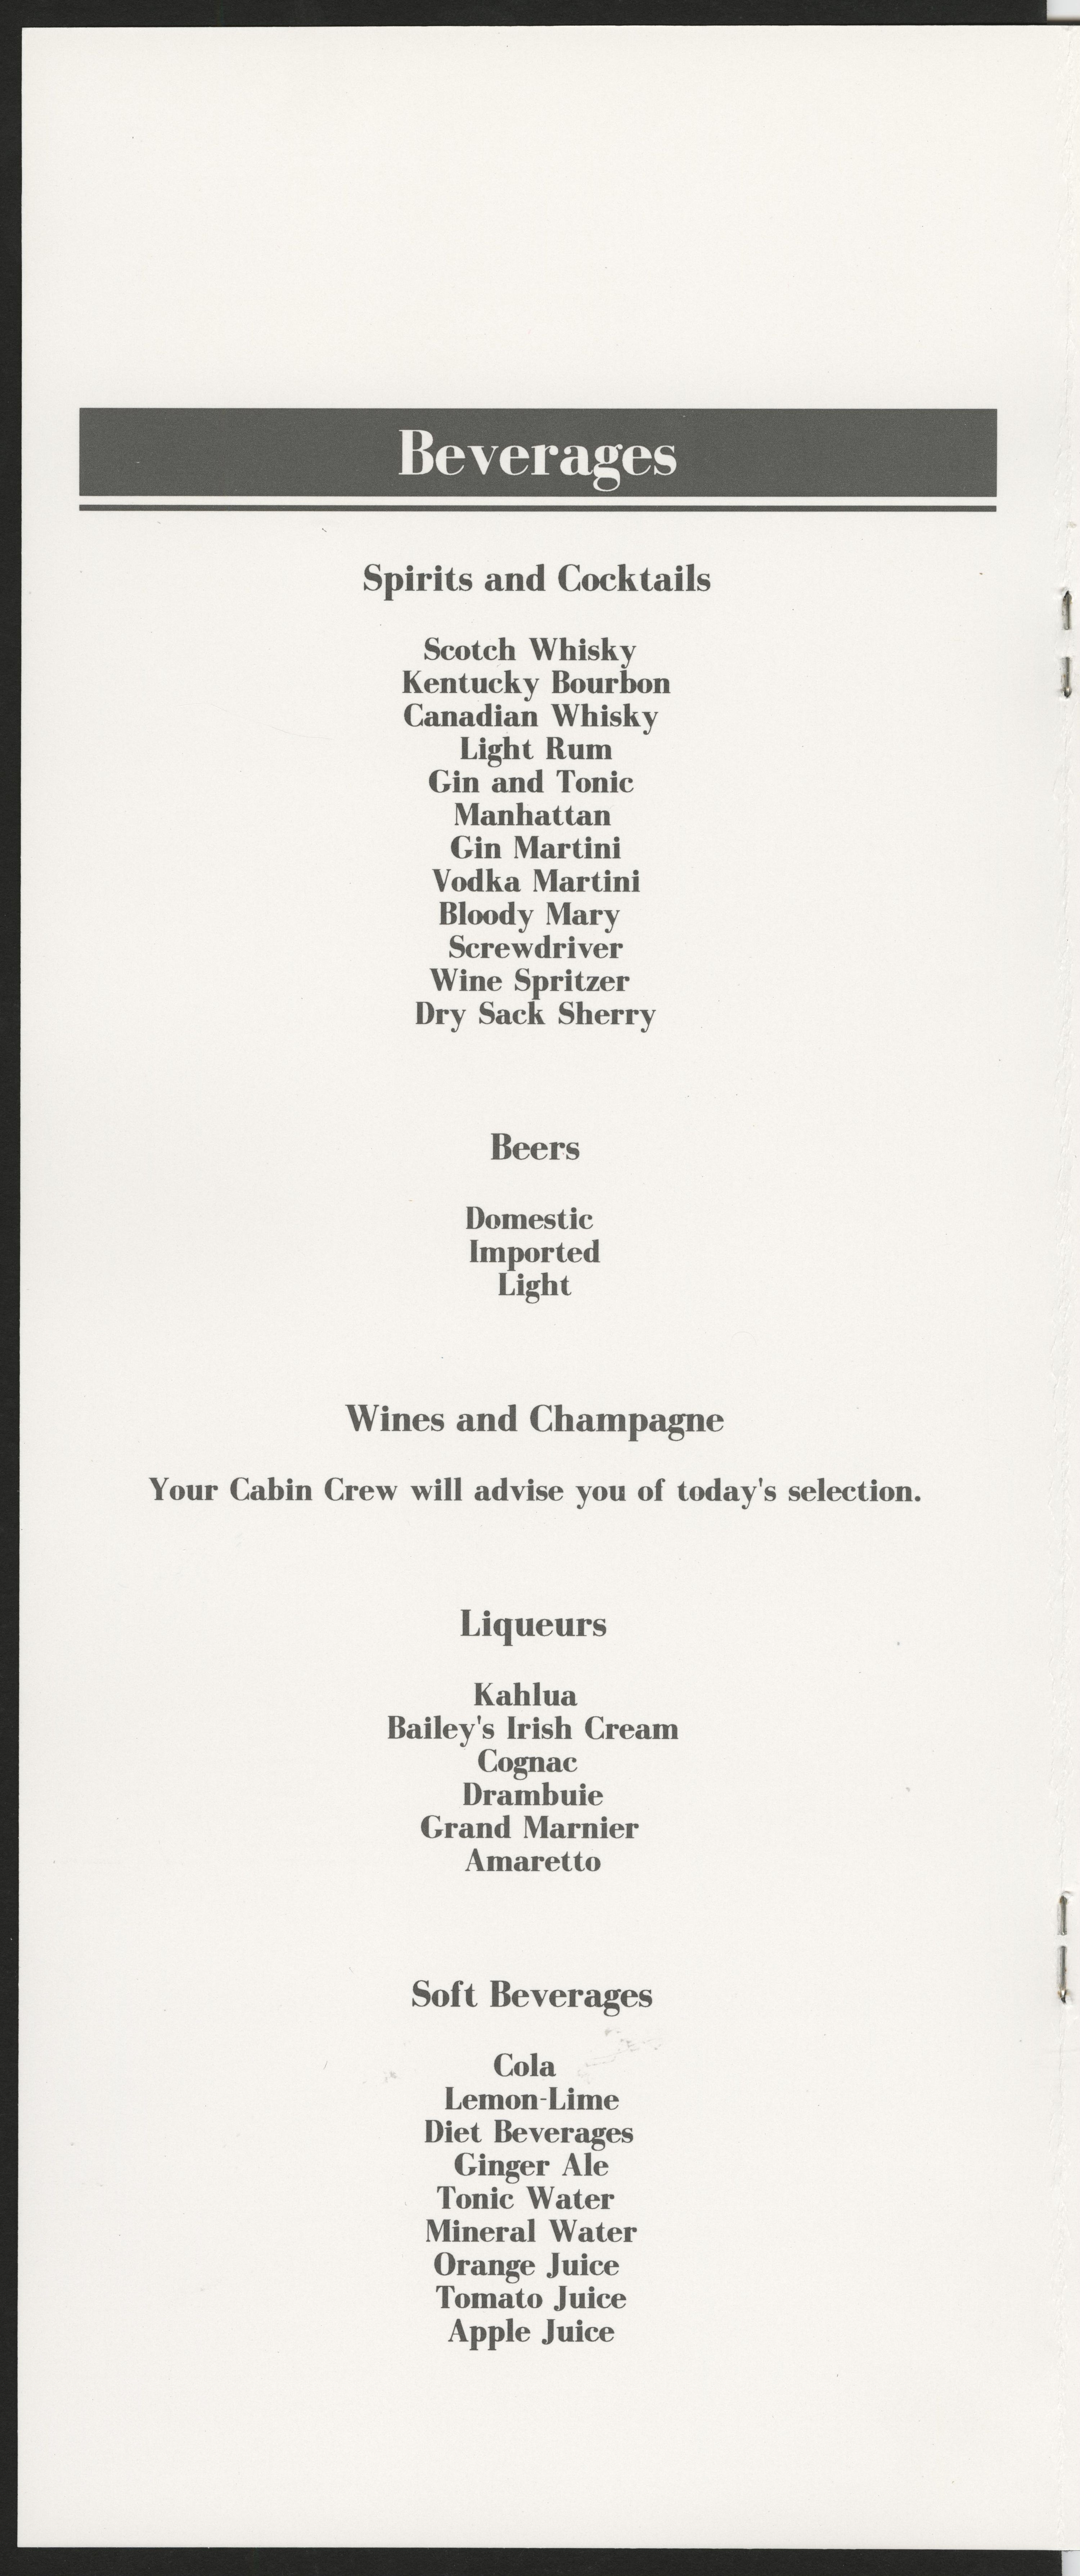 Beverages
Spirits and Cocktails
Scotch Whisky
Kentucky Bourbon
Canadian Whisky
Light Rum
Gin and Tonic
Manhattan
Gin Martini
Vodka Martini
Bloody Mary
Screwdriver
Wine Spritzer
Dry Sack Sherry
Beers
Domestic
Imported
Light
Wines and Champagne
Your Cabin Crew will advise you of today's selection.
Liqueurs
Kahlua
Bailey's Irish Cream
Cognac
Drambuie
Grand Marnier
Amaretto
Soft Beverages
Cola
Lemon-Lime
Diet Beverages
Ginger Ale
Tonic Water
Mineral Water
Orange Juice
Tomato Juice
Apple Juice